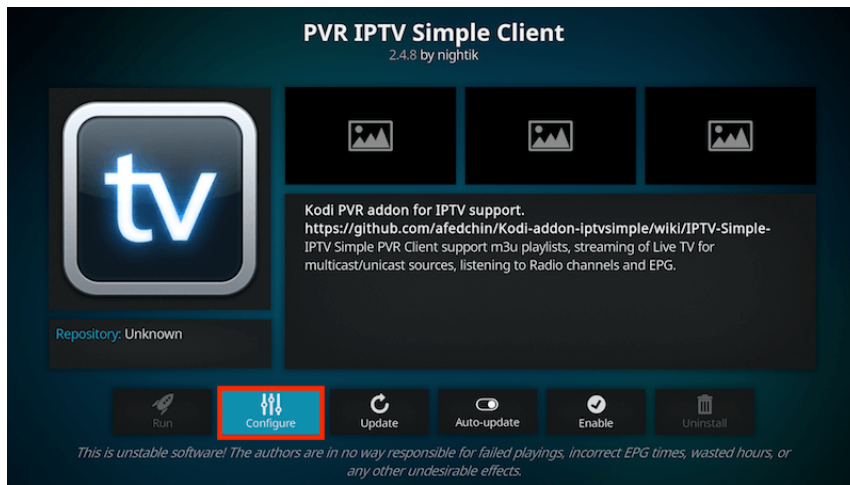 PVR IPTV Simple Client
2.4.8 by nightik
tv
Kodi PVR addon for IPTV support.
https://github.com/afedchin/Kodi-addon-iptvsimple/wiki/IPTV-Simple-
IPTV Simple PVR Client support m3u playlists, streaming of Live TV for
multicast/unicast sources, listening to Radio channels and EPG.
Repository: Unknown
Run
Configure
Update
Auto-update
Enable
Uninstall
This is unstable software! The authors are in no way responsible for failed playings, incorrect EPG times, wasted hours, or
any other undesirable effects.